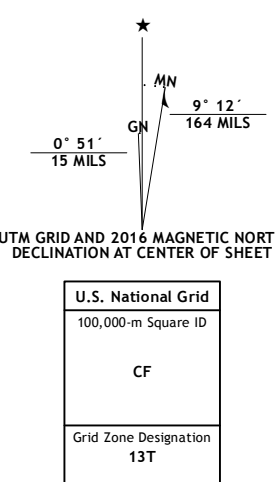 ★
MN
9° 12´
164 MILS
GN
0° 51´
15 MILS
UTM GRID AND 2016 MAGNETIC NORT
DECLINATION AT CENTER OF SHEET
U.S. National Grid
100,000-m Square ID
CF
Grid Zone Designation
13T